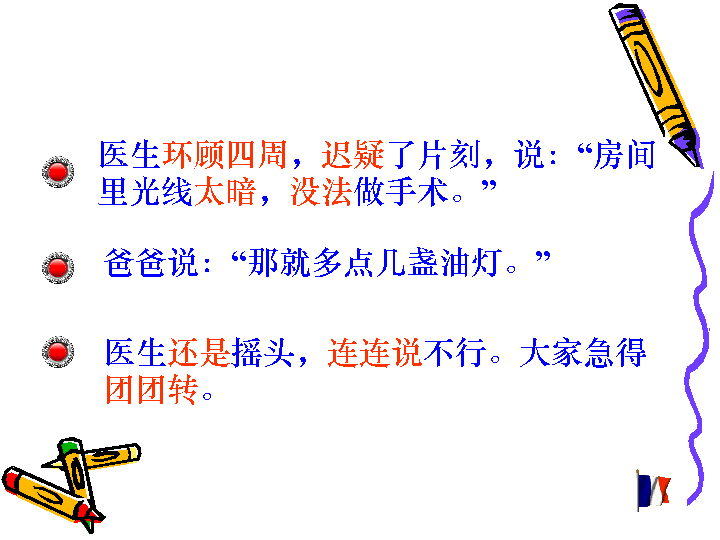 医生环顾四周，迟疑了片刻，说：“房间
里光线太暗，没法做手术。”
爸爸说：“那就多点几盏油灯。”
医生还是摇头，连连说不行。大家急得
团团转。